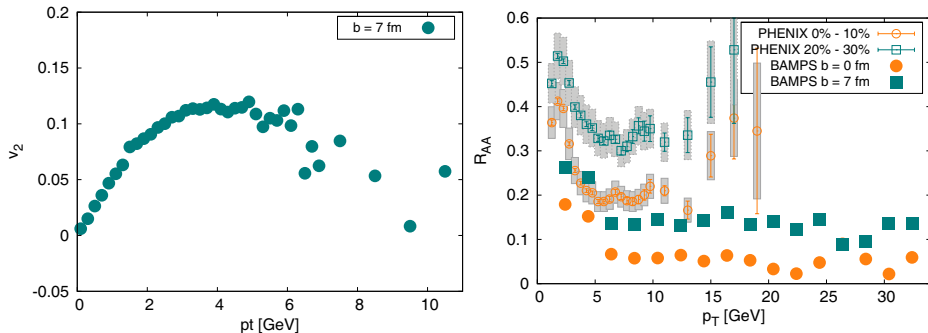 b = 7 fm
0.2
0.15
0.1
0.05
0
-0.05
v2
0 2 4 6 8 10
pt [GeV]
PHENIX 0% - 10%
PHENIX 20% - 30%
BAMPS b = 0 fm
BAMPS b = 7 fm
0.6
0.5
0.4
0.3
0.2
0.1
0
RAA
0 5 10 15 20 25 30
pT [GeV]